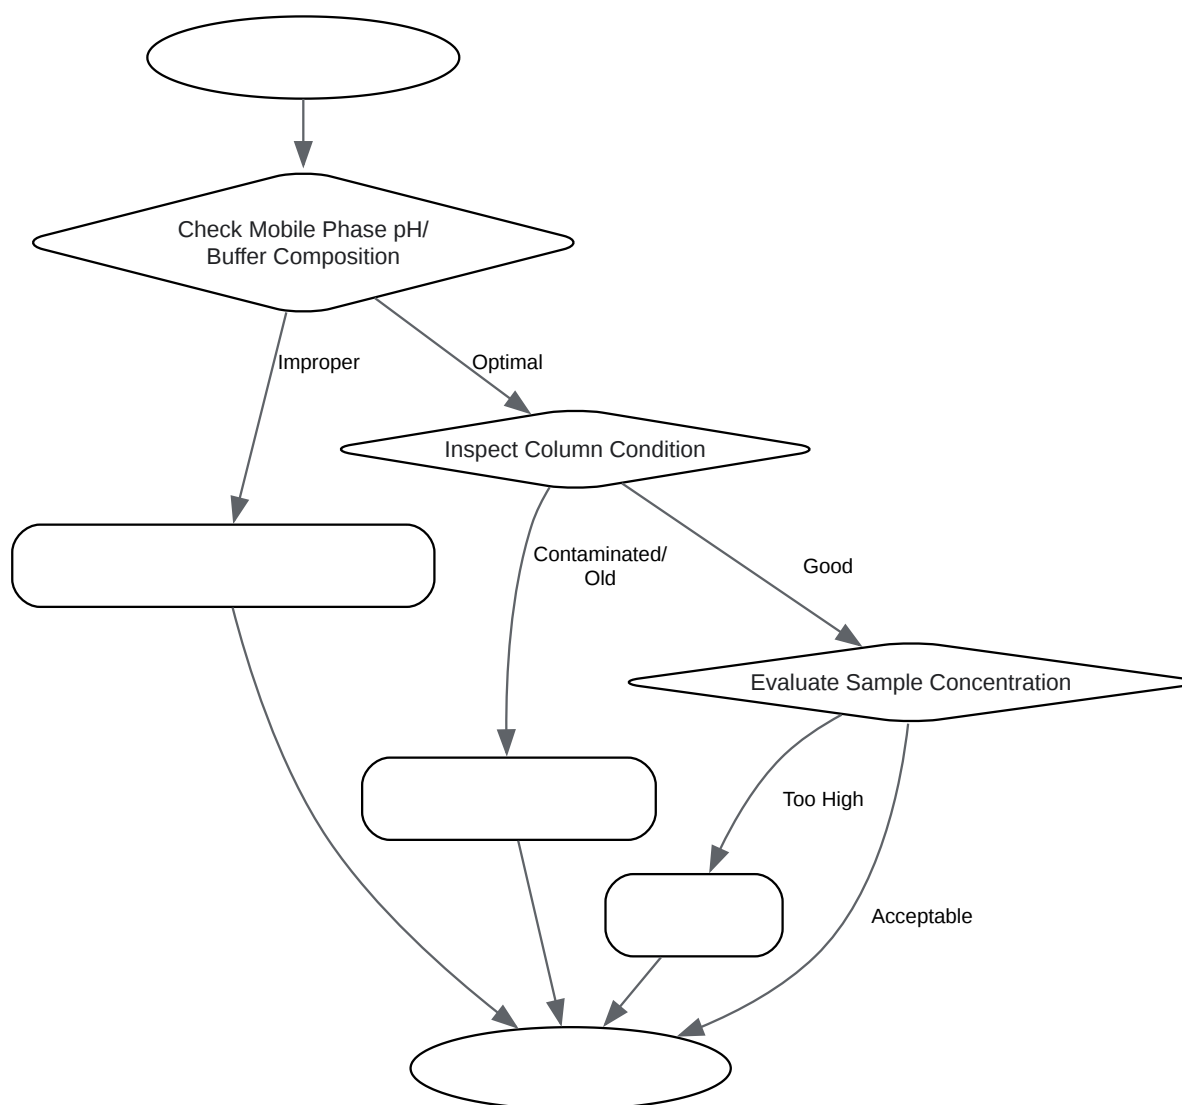 Check Mobile Phase pH/
Buffer Composition
Improper
Optimal
Inspect Column Condition
Contaminated/
Old
Good
Evaluate Sample Concentration
Too High
Acceptable